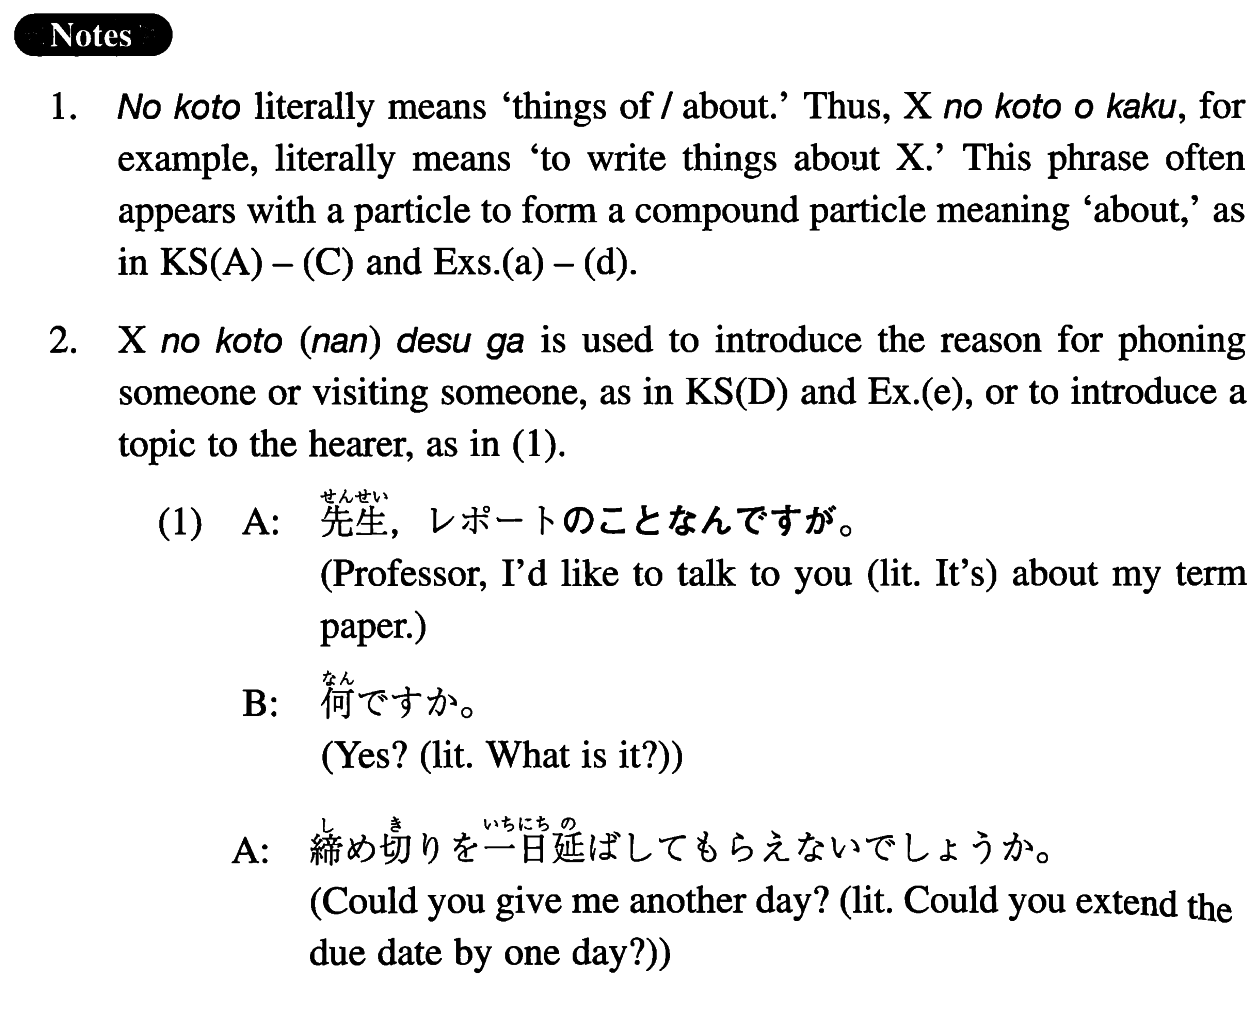 Notes
1. No koto literally means ‘things of / about.’ Thus, X no koto o kaku, for
example, literally means ‘to write things about X.’ This phrase often
appears with a particle to form a compound particle meaning ‘about,’ as
in KS(A) – (C) and Exs.(a) – (d).
2. X no koto (nan) desu ga is used to introduce the reason for phoning
someone or visiting someone, as in KS(D) and Ex.(e), or to introduce a
topic to the hearer, as in (1).
せんせい
(1) A: 先生，レポートのことなんですが。
(Professor, I’d like to talk to you (lit. It’s) about my term
paper.)
なん
B: 何ですか。
(Yes? (lit. What is it?))
し き いちにち の
A: 締め切りを一日延ばしてもらえないでしょうか。
(Could you give me another day? (lit. Could you extend the
due date by one day?))